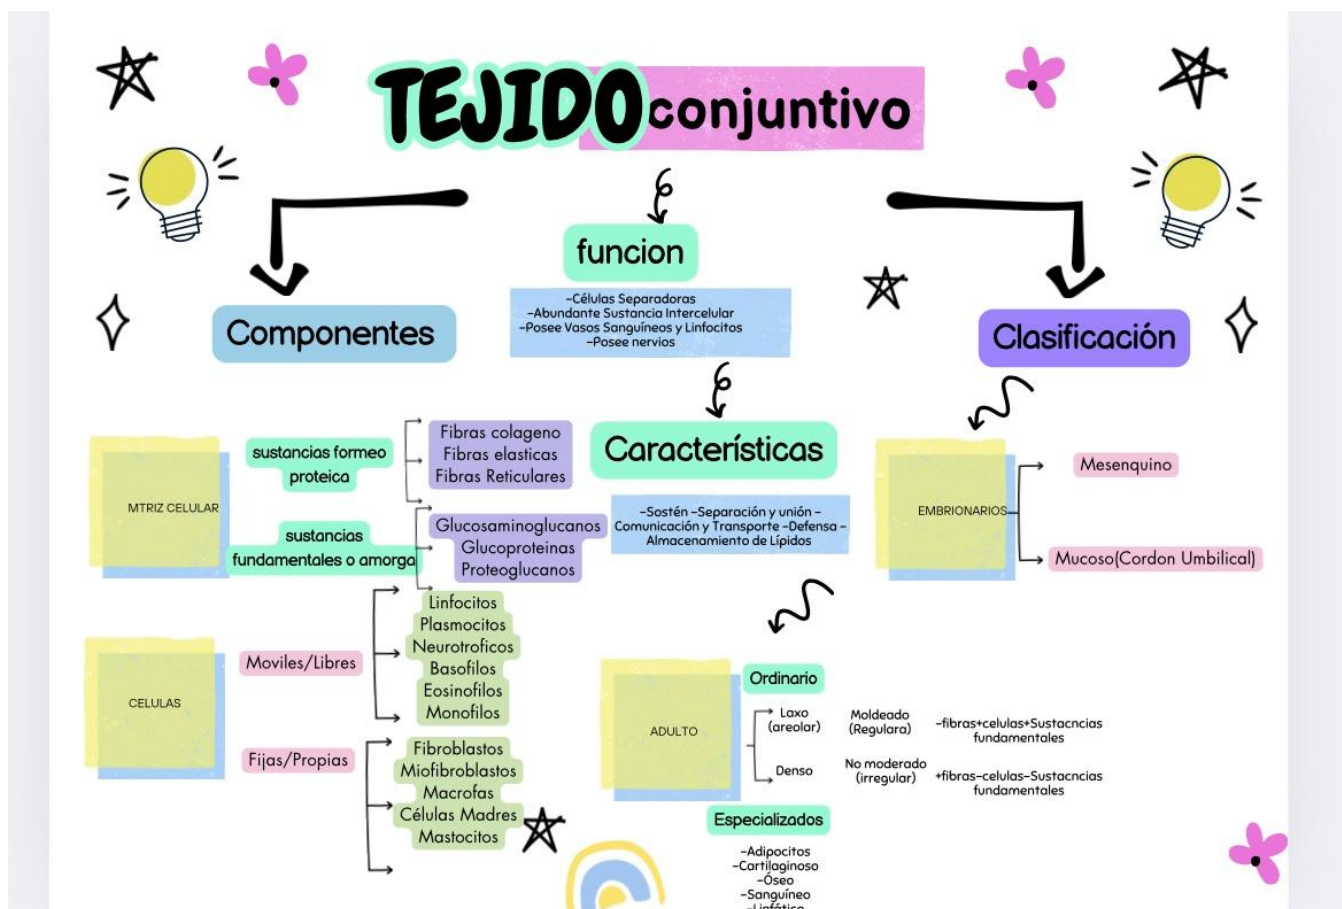 TEJIDO conjuntivo
funcion
-Células Separadoras
-Abundante Sustancia Intercelular
-Posee Vasos Sanguíneos y Linfocitos
-Posee nervios
Componentes
Clasificación
Características
-Sostén -Separación y unión -
Comunicación y Transporte -Defensa -
Almacenamiento de Lípidos
MTRIZ CELULAR
sustancias formeo
proteica
Fibras colageno
Fibras elasticas
Fibras Reticulares
sustancias
fundamentales o amorga
Glucosaminoglucanos
Glucoproteinas
Proteoglucanos
CELULAS
Moviles/Libres
Linfocitos
Plasmocitos
Neurotroficos
Basofilos
Eosinofilos
Monofilos
Fijas/Propias
Fibroblastos
Miofibroblastos
Macrofas
Células Madres
Mastocitos
EMBRIONARIOS
Mesenquino
Mucoso(Cordon Umbilical)
ADULTO
Ordinario
Laxo
(areolar)
Moldeado
(Regulara)
-fibras+celulas+Sustacncias
fundamentales
Denso
No moderado
(irregular)
+fibras-celulas-Sustacncias
fundamentales
Especializados
-Adipocitos
-Cartilaginoso
-Óseo
-Sanguíneo
-Linfático